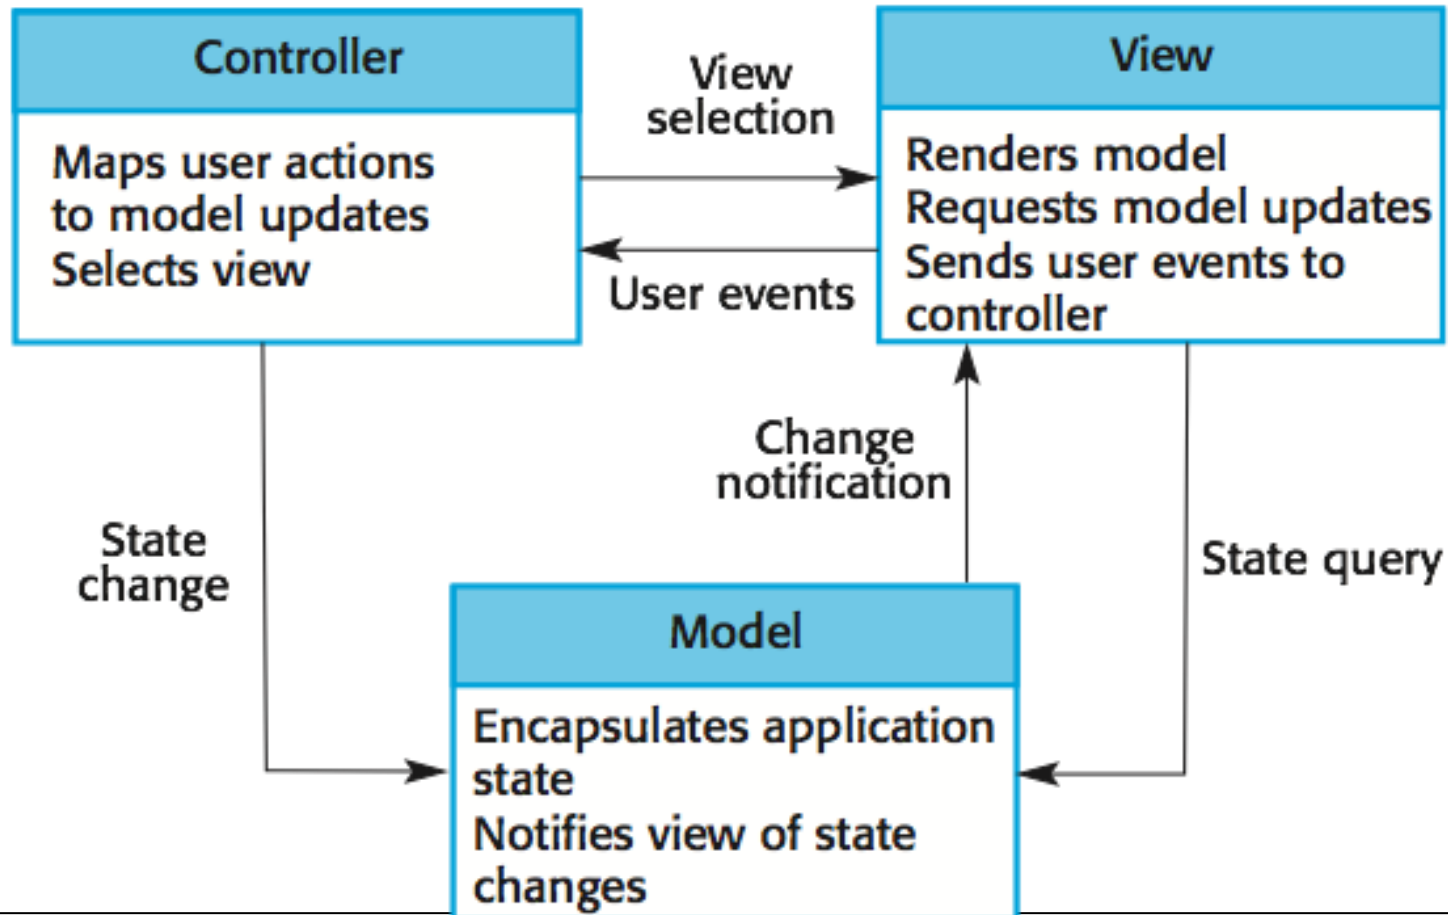 Controller
Maps user actions
to model updates
Selects view
View
selection
User events
View
Renders model
Requests model updates
Sends user events to
controller
State
change
Change
notification
State query
Model
Encapsulates application
state
Notifies view of state
changes